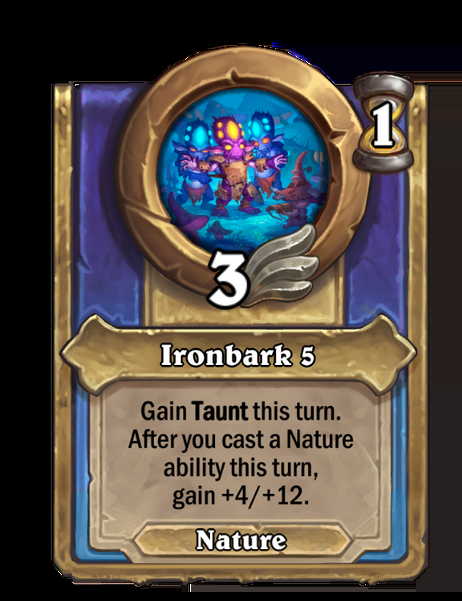 1
3
Ironbark 5
Gain Taunt this turn.
After you cast a Nature
ability this turn,
gain +4/+12.
Nature